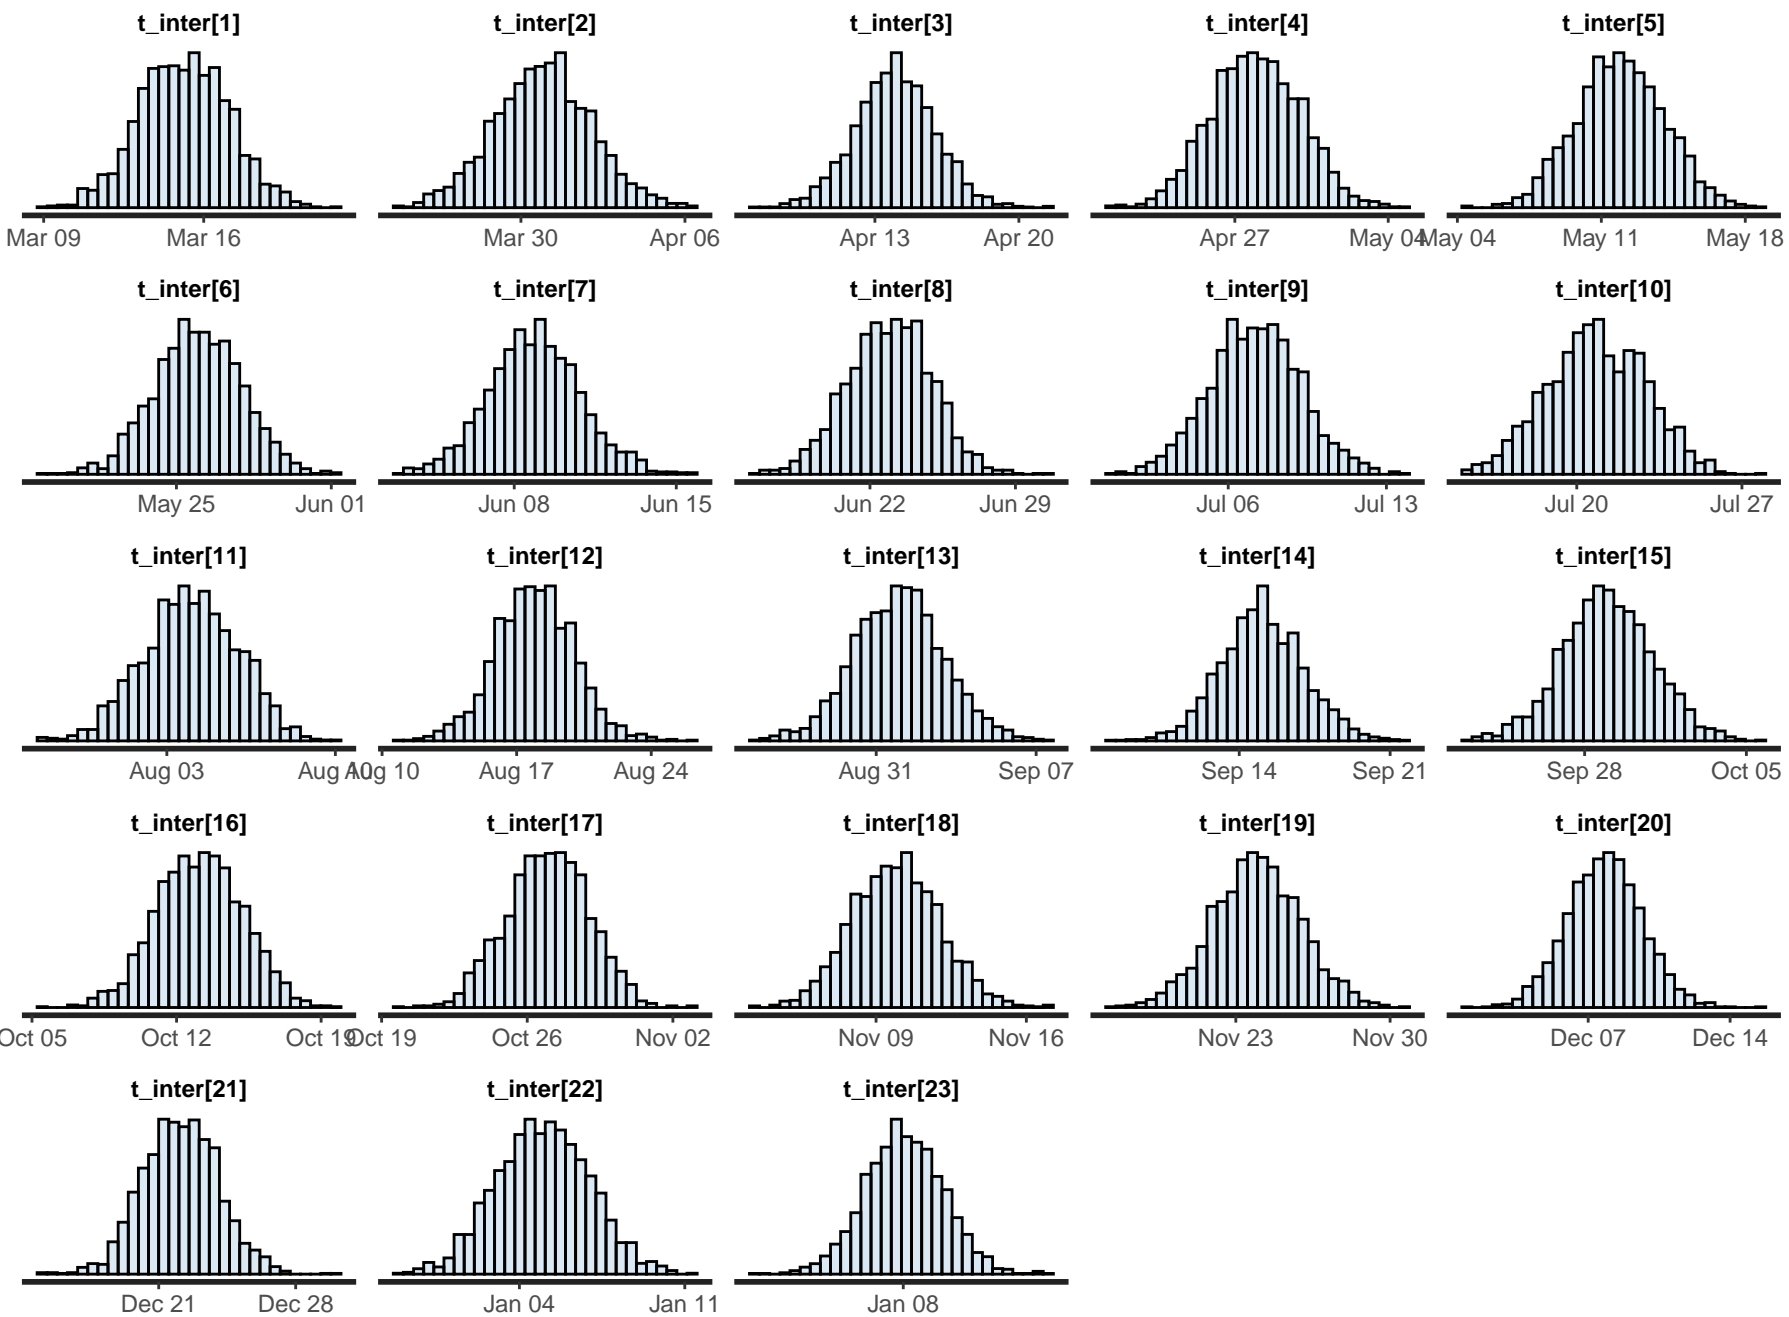 t_inter[1] t_inter[2] t_inter[3] t_inter[4] t_inter[5]
Mar 09 Mar 16 Mar 30 Apr 06 Apr 13 Apr 20 Apr 27 May 04 May 04 May 11 May 18
t_inter[6] t_inter[7] t_inter[8] t_inter[9] t_inter[10]
May 25 Jun 01 Jun 08 Jun 15 Jun 22 Jun 29 Jul 06 Jul 13 Jul 20 Jul 27
t_inter[11] t_inter[12] t_inter[13] t_inter[14] t_inter[15]
Aug 03 Aug 10 Aug 10 Aug 17 Aug 24 Aug 31 Sep 07 Sep 14 Sep 21 Sep 28 Oct 05
t_inter[16] t_inter[17] t_inter[18] t_inter[19] t_inter[20]
Oct 05 Oct 12 Oct 19 Oct 19 Oct 26 Nov 02 Nov 09 Nov 16 Nov 23 Nov 30 Dec 07 Dec 14
t_inter[21] t_inter[22] t_inter[23]
Dec 21 Dec 28 Jan 04 Jan 11 Jan 08